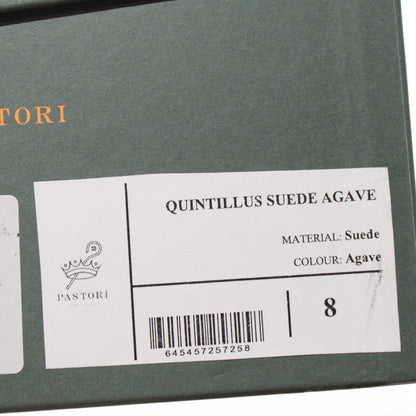 TORI
QUINTILLUS SUEDE AGAVE
MATERIAL: Suede
COLOUR: Agave
PASTORI
8
645457257258